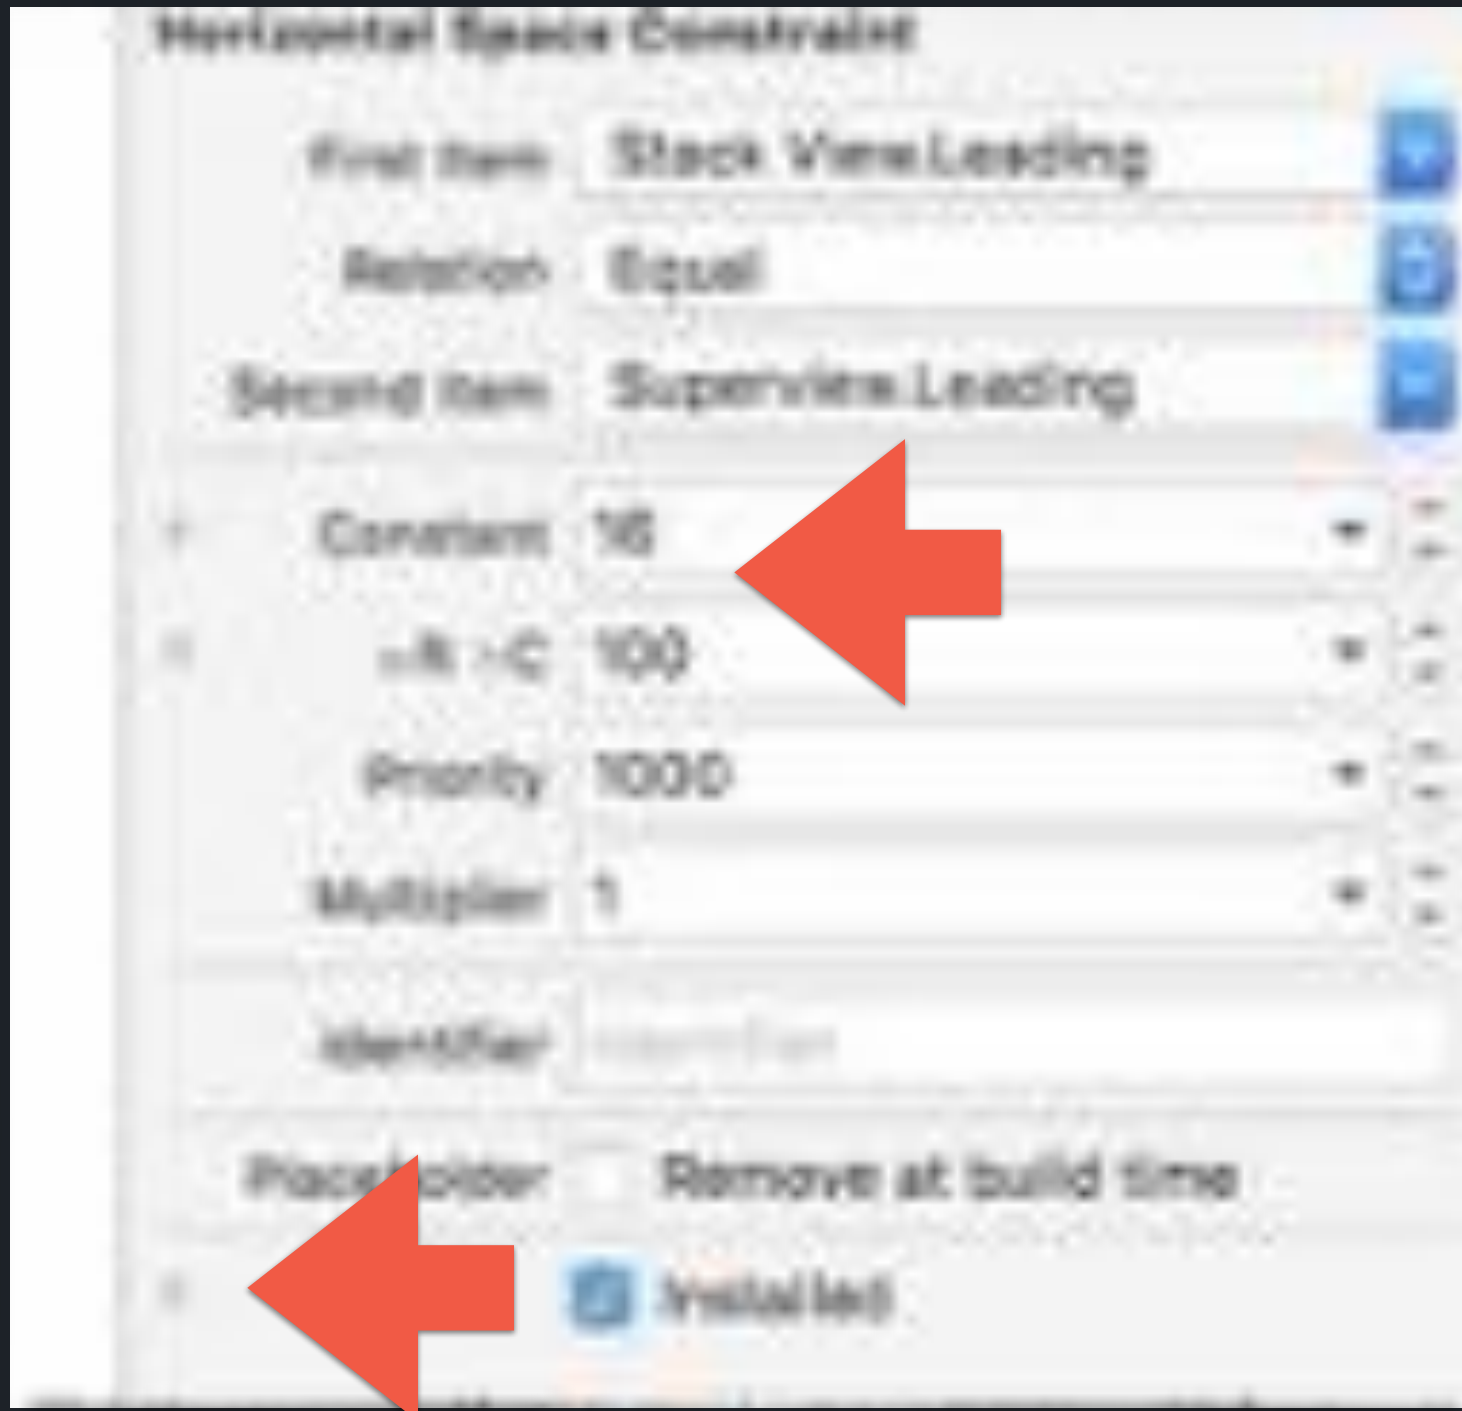 Horizontal Space Constraint
First Item Stack View.Leading
Relation Equal
Second Item Superview.Leading
+ Constant 16
100
Priority 1000
Multiplier 1
Identifier Identifier
Placeholder Remove at build time
Installed